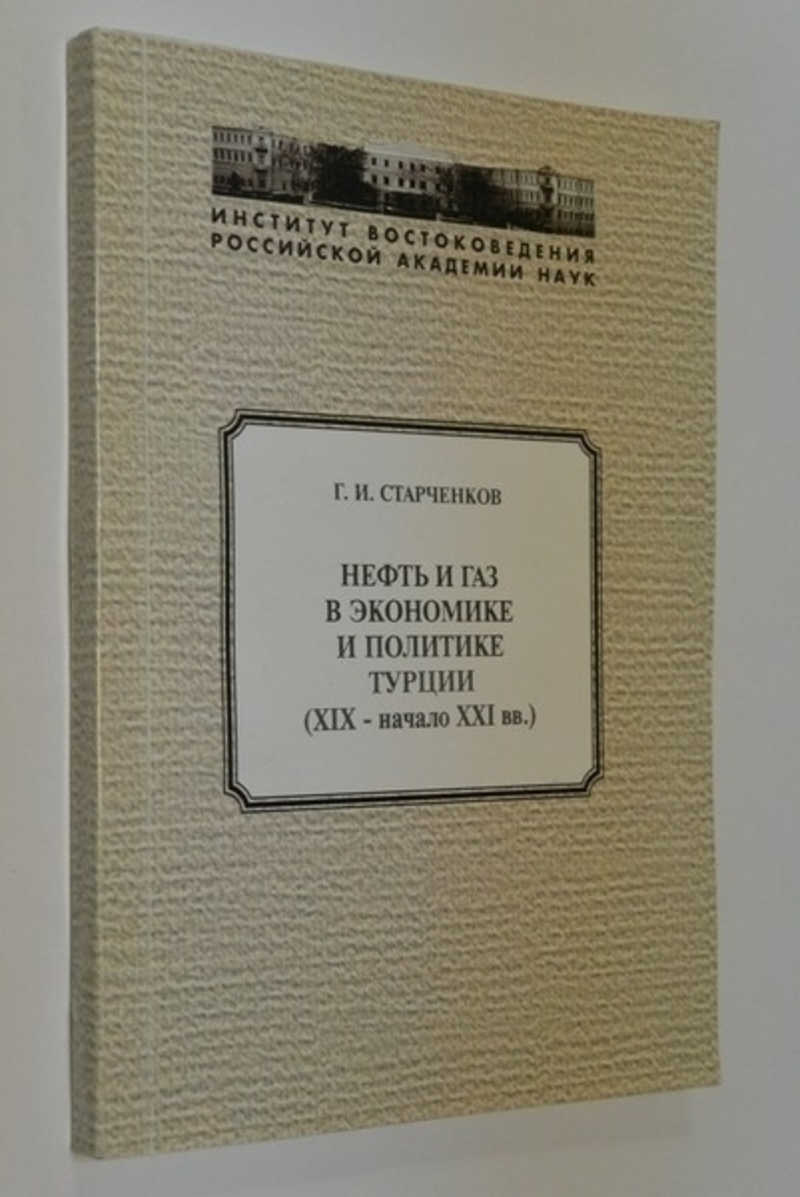 ИНСТИТУТ ВОСТОКОВЕДЕНИЯ
РОССИЙСКОЙ АКАДЕМИИ НАУК
Г. И. СТАРЧЕНКОВ
НЕФТЬ И ГАЗ
В ЭКОНОМИКЕ
И ПОЛИТИКЕ
ТУРЦИИ
(XIX - начало XXI вв.)